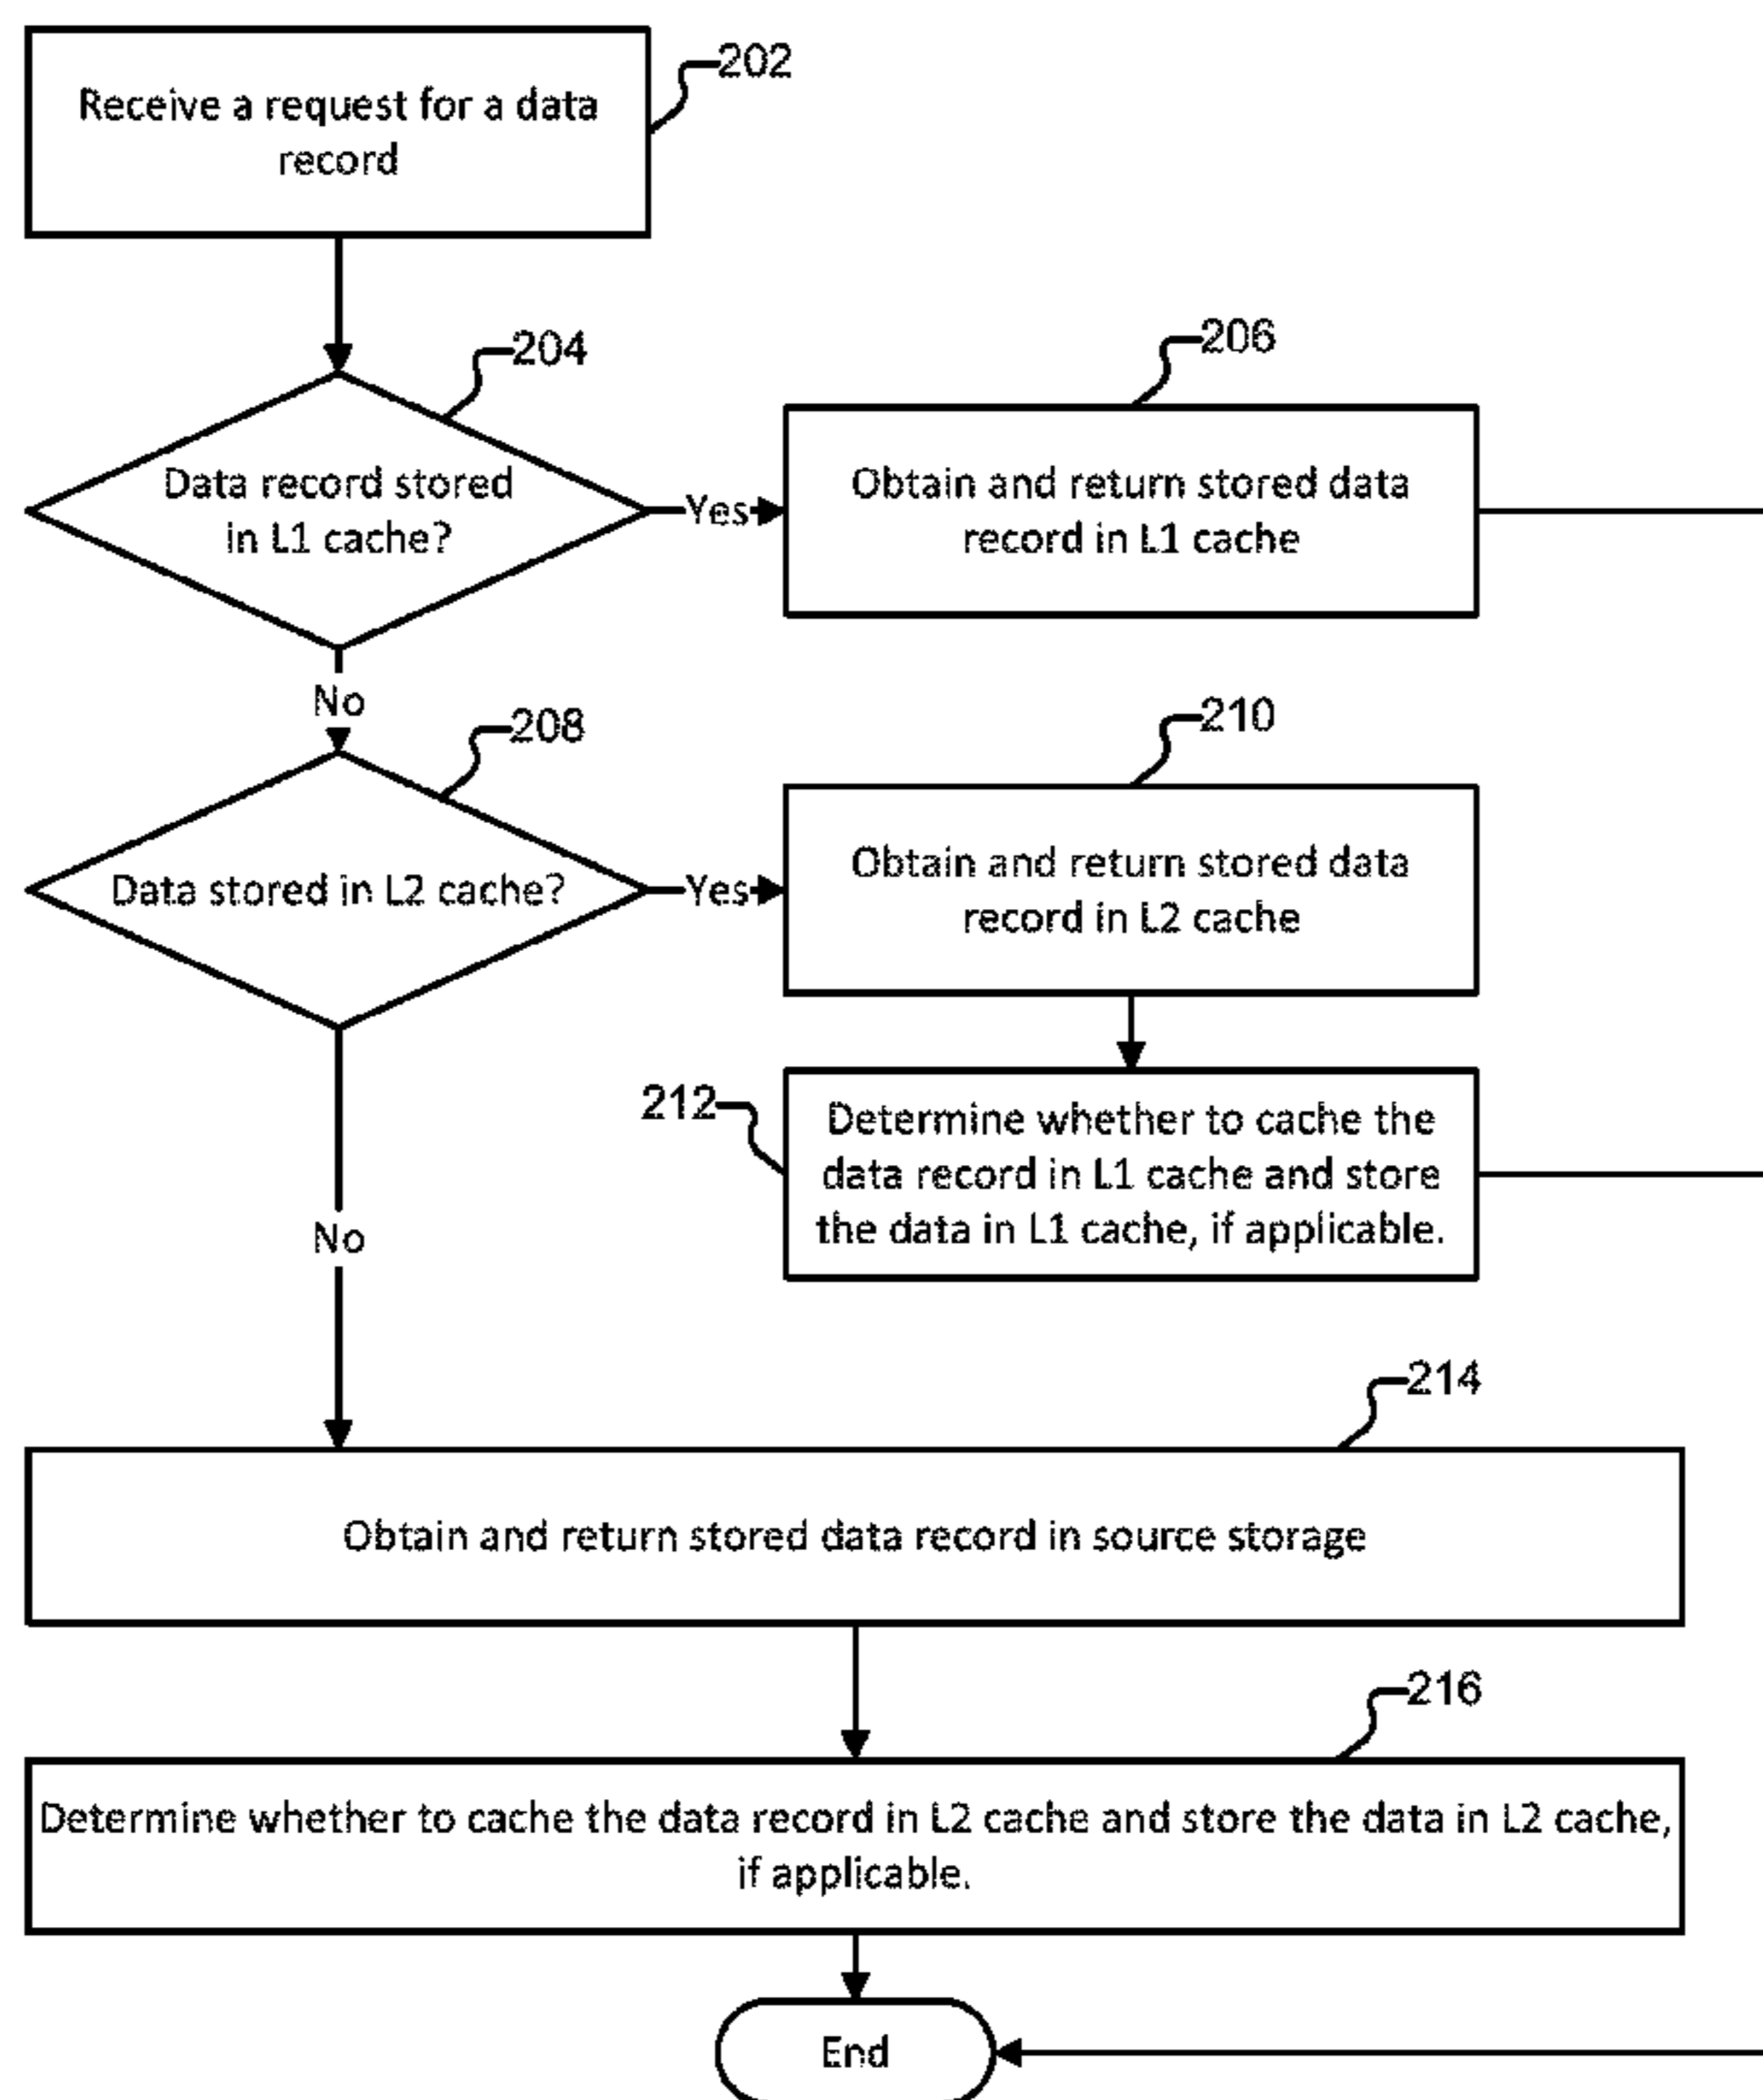 202
Receive a request for a data
record
204
206
Data record stored
in L1 cache?
Yes
Obtain and return stored data
record in L1 cache
No
208
210
Data stored in L2 cache?
Yes
Obtain and return stored data
record in L2 cache
212
Determine whether to cache the
data record in L1 cache and store
the data in L1 cache, if applicable.
No
214
Obtain and return stored data record in source storage
216
Determine whether to cache the data record in L2 cache and store the data in L2 cache,
if applicable.
End